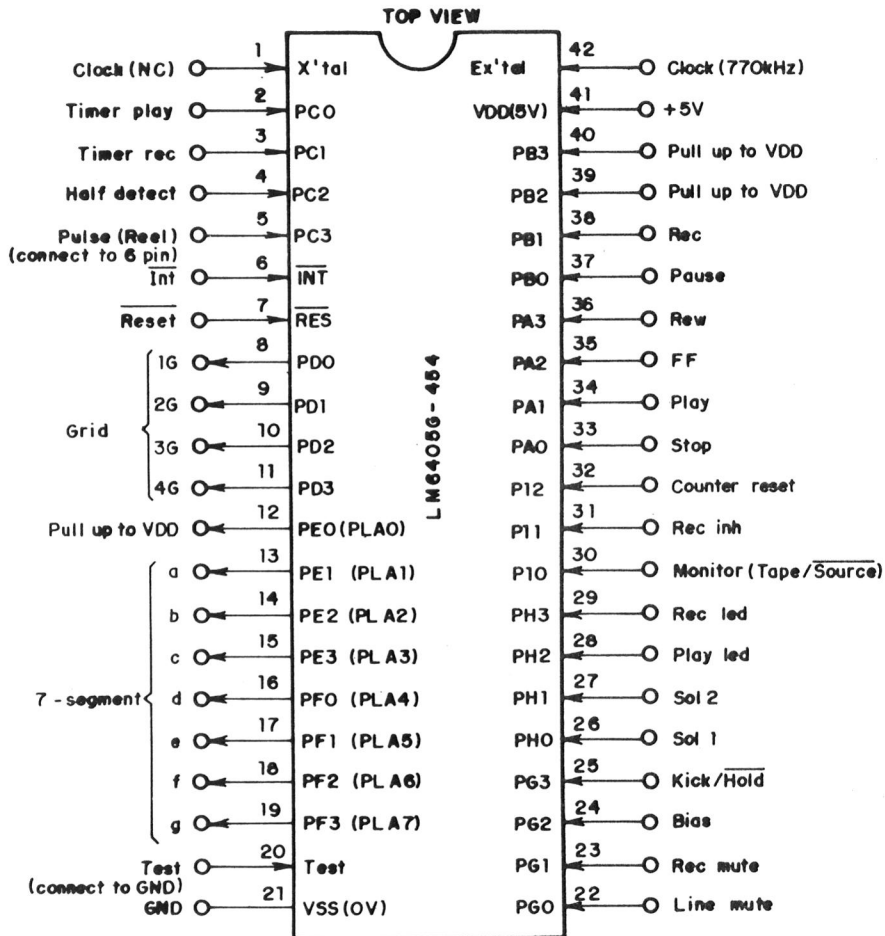 TOP VIEW
Clock (NC) 1 X'tal Ex'tal 42 Clock (770kHz)
Timer play 2 PC0 VDD(5V) 41 +5V
Timer rec 3 PC1 PB3 40 Pull up to VDD
Half detect 4 PC2 PB2 39 Pull up to VDD
Pulse (Reel) 5 PC3 PB1 38 Rec
(connect to 6 pin)
Int 6 INT PB0 37 Pause
Reset 7 RES PA3 36 Rew
1G 8 PD0 PA2 35 FF
2G 9 PD1 PA1 34 Play
Grid
3G 10 PD2 PA0 33 Stop
4G 11 PD3 P12 32 Counter reset
Pull up to VDD 12 PE0 (PLA0) P11 31 Rec inh
a 13 PE1 (PLA1) P10 30 Monitor (Tape/Source)
b 14 PE2 (PLA2) PH3 29 Rec led
c 15 PE3 (PLA3) PH2 28 Play led
7-segment d 16 PF0 (PLA4) PH1 27 Sol 2
e 17 PF1 (PLA5) PH0 26 Sol 1
f 18 PF2 (PLA6) PG3 25 Kick/Hold
g 19 PF3 (PLA7) PG2 24 Bias
Test 20 Test PG1 23 Rec mute
(connect to GND)
GND 21 VSS (0V) PG0 22 Line mute
LM6405G-454